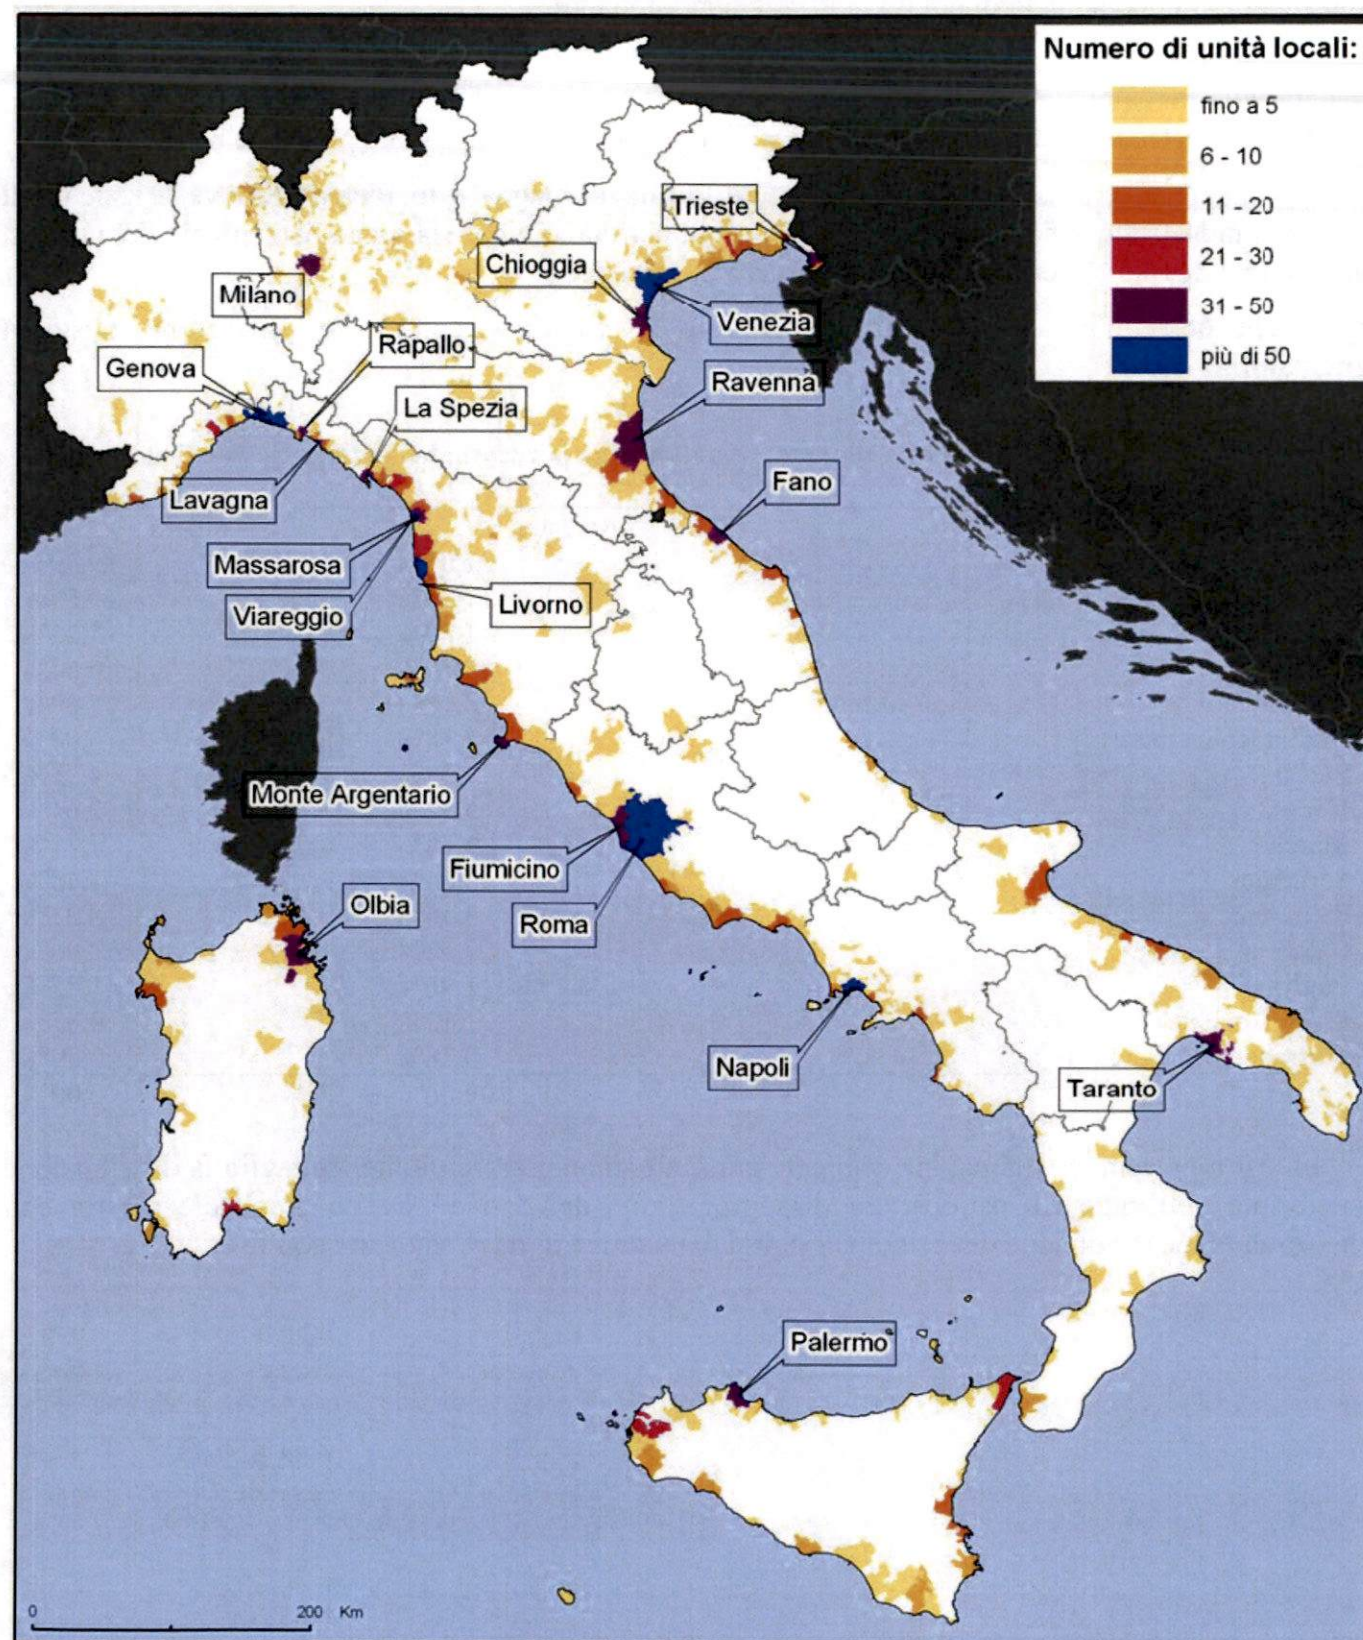 Numero di unità locali:
fino a 5
6 - 10
11 - 20
21 - 30
31 - 50
più di 50
Trieste
Chioggia
Milano
Venezia
Rapallo
Genova
Ravenna
La Spezia
Fano
Lavagna
Massarosa
Livorno
Viareggio
Monte Argentario
Fiumicino
Olbia
Roma
Napoli
Taranto
Palermo
0 200 Km